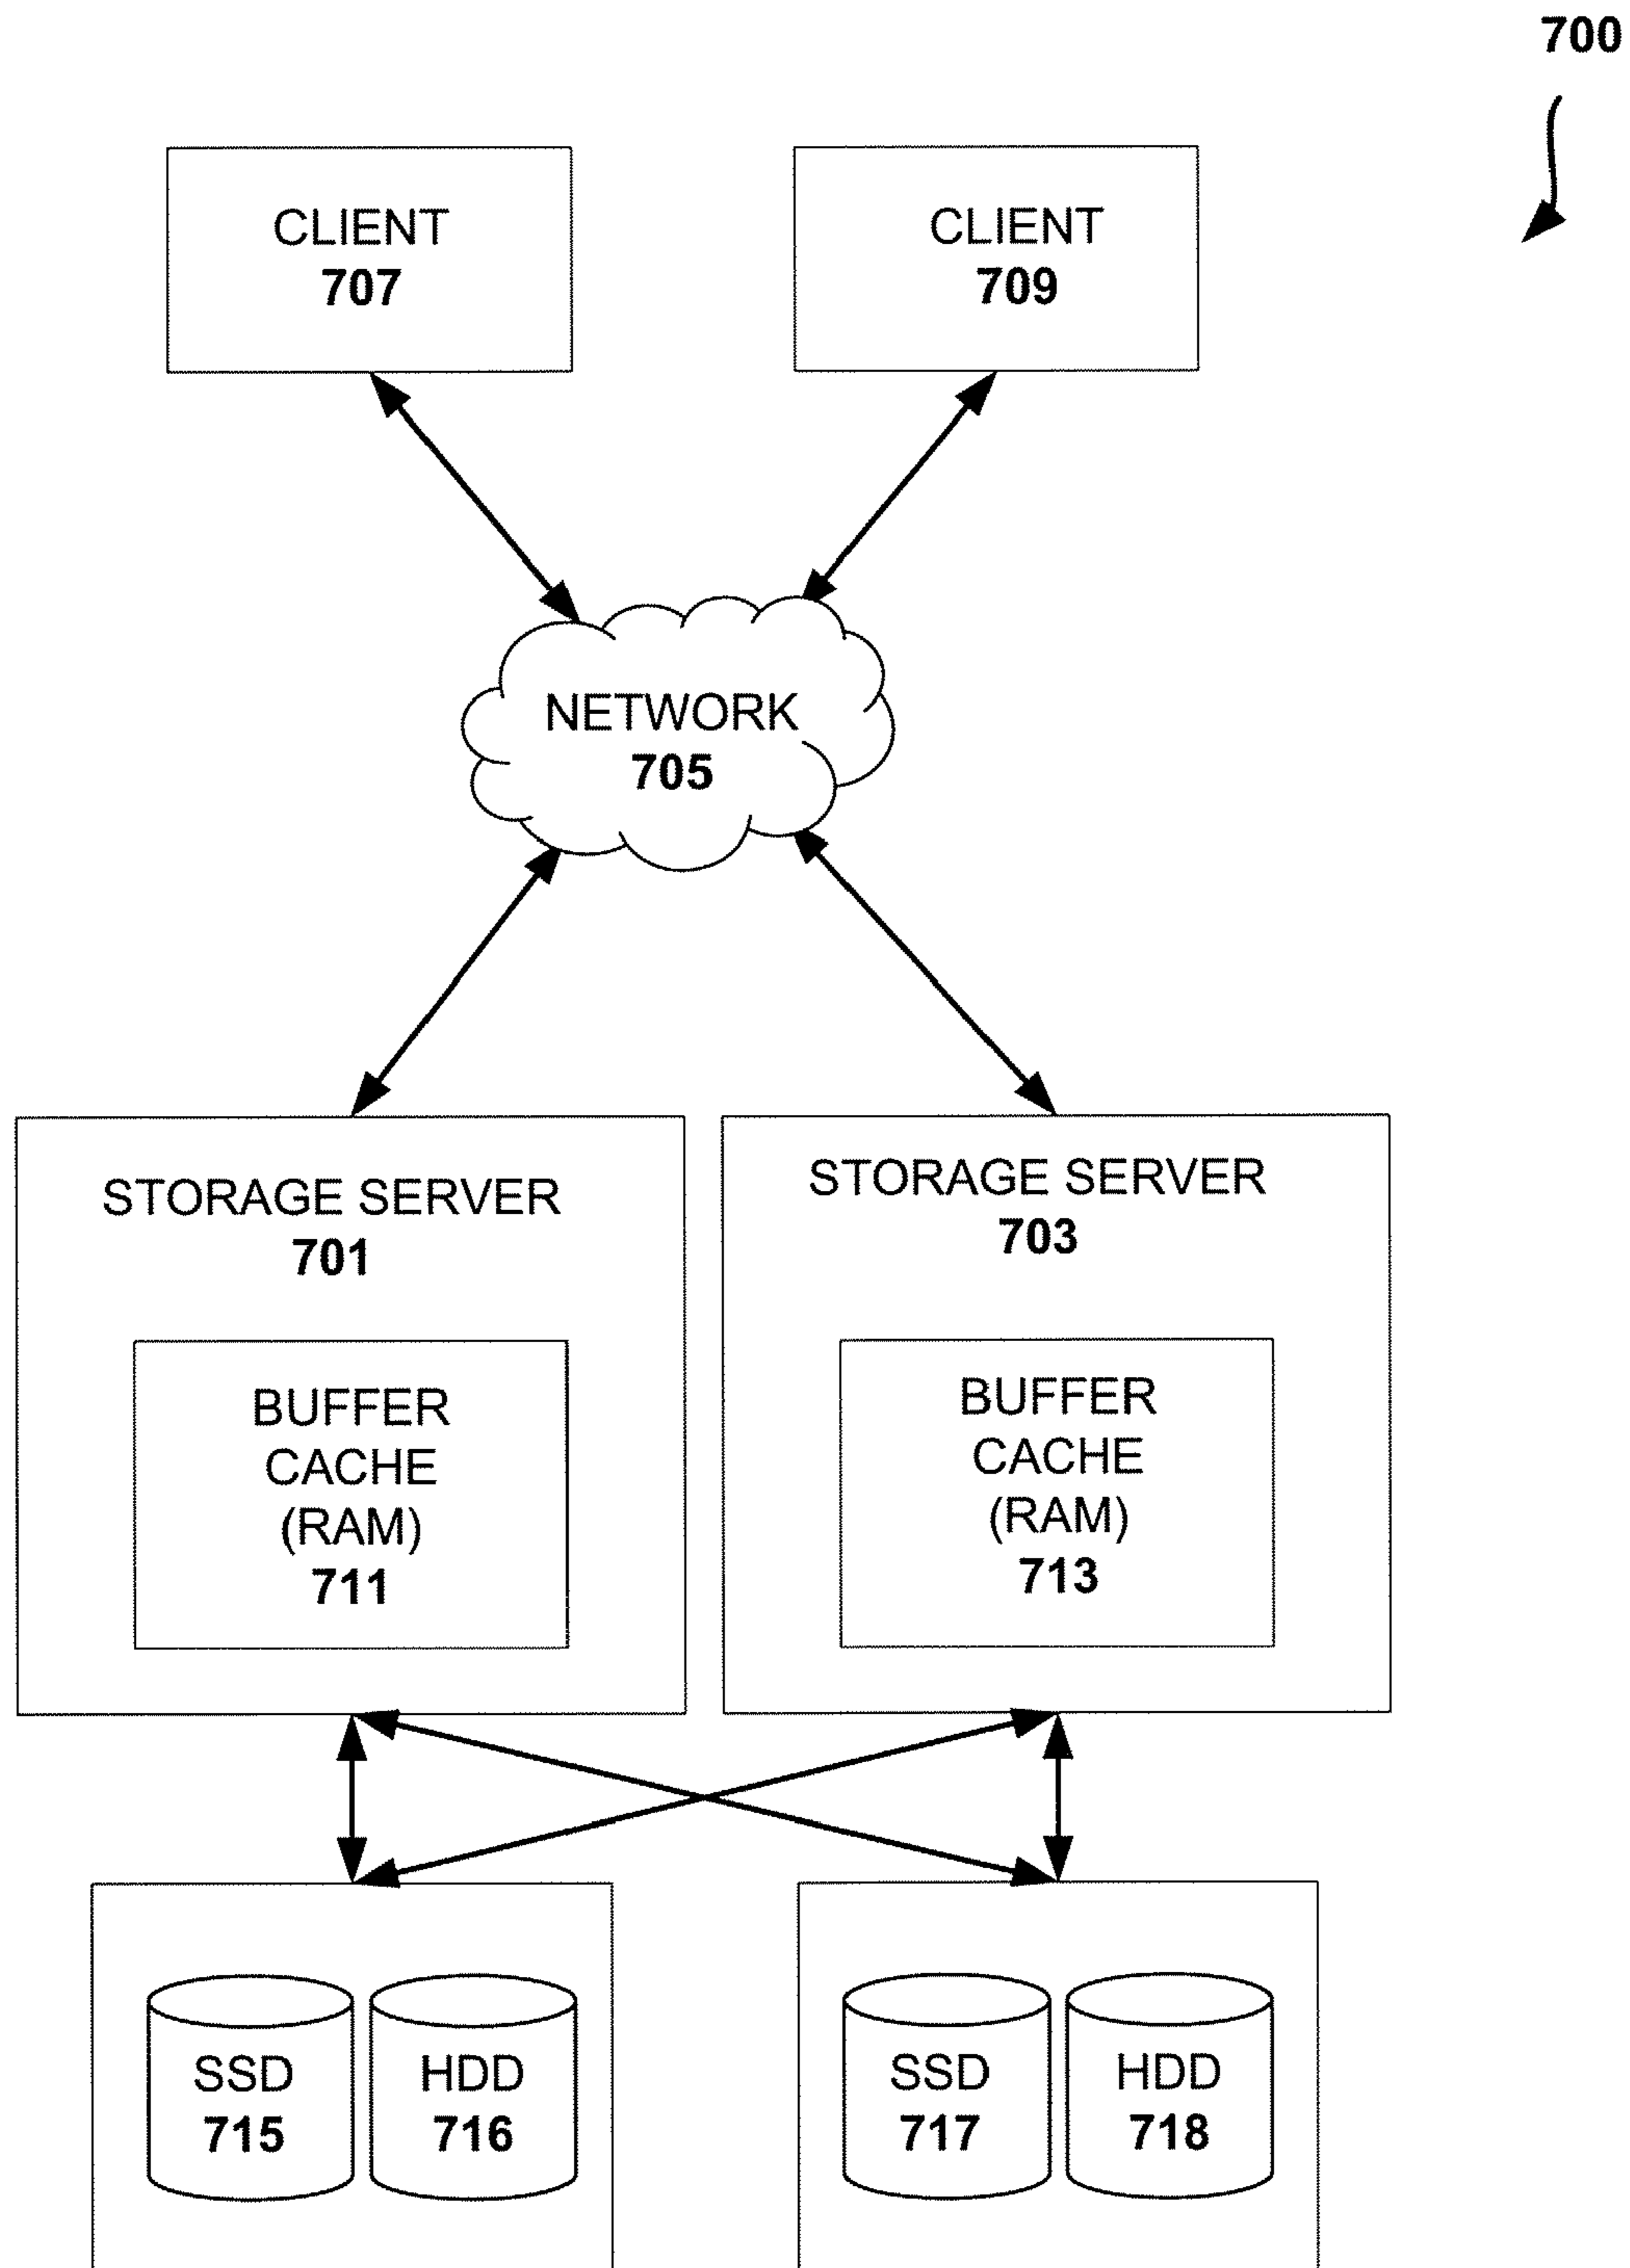 700
CLIENT
707
CLIENT
709
NETWORK
705
STORAGE SERVER
701
BUFFER
CACHE
(RAM)
711
STORAGE SERVER
703
BUFFER
CACHE
(RAM)
713
SSD
715
HDD
716
SSD
717
HDD
718